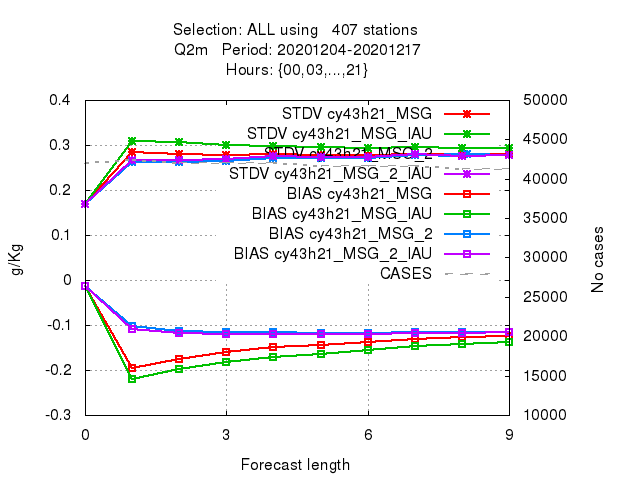 Selection: ALL using   407 stations
Q2m   Period: 20201204-20201217
Hours: {00,03,...,21}
0.4
0.3
0.2
0.1
0
-0.1
-0.2
-0.3
g/Kg
STDV cy43h21_MSG
STDV cy43h21_MSG_IAU
STDV cy43h21_MSG_2
STDV cy43h21_MSG_2_IAU
BIAS cy43h21_MSG
BIAS cy43h21_MSG_IAU
BIAS cy43h21_MSG_2
BIAS cy43h21_MSG_2_IAU
CASES
50000
45000
40000
35000
30000
25000
20000
15000
10000
No cases
0 3 6 9
Forecast length